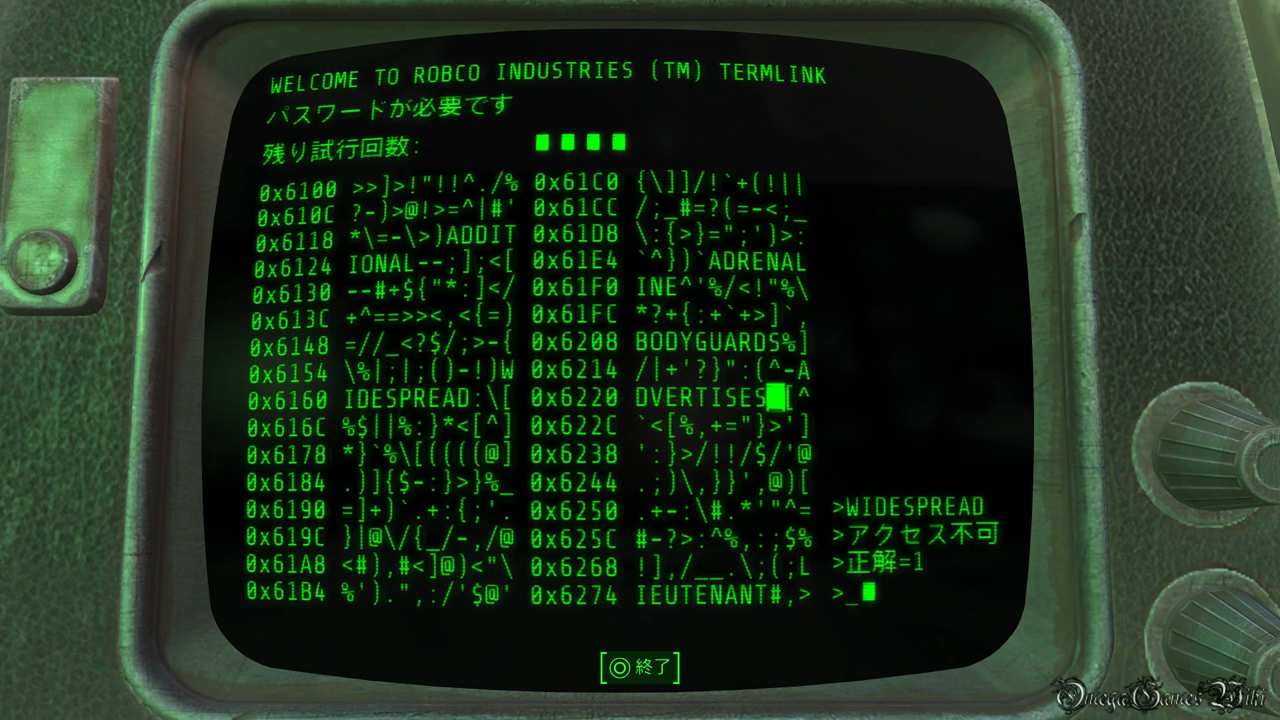 WELCOME TO ROBCO INDUSTRIES (TM) TERMLINK
パスワードが必要です
残り試行回数:
0x6100 >>]>!"!!^./% 0x61C0 {\]]/!`+(!||
0x610C ?-)>@!>=^|#' 0x61CC /;_#=?(=-<;_
0x6118 *\=-\>)ADDIT 0x61D8 \:{>}=";')>:
0x6124 IONAL--;];<[ 0x61E4 `^})`ADRENAL
0x6130 --#+${"*:]</ 0x61F0 INE^'%/<!"%\
0x613C +^==>><,<{=) 0x61FC *?+{:+`+>]`,
0x6148 =//_<?$/;>-{ 0x6208 BODYGUARDS%]
0x6154 \%|;|;()-!)W 0x6214 /|+'?}":(^-A
0x6160 IDESPREAD:\[ 0x6220 DVERTISES [^
0x616C %$||%:}*<[^] 0x622C `<[%,+="}>']
0x6178 *}`%\[((((@] 0x6238 ':}>/!!/$/'@
0x6184 .)]{$-:}>}%_ 0x6244 .;)\,}}',@)[
0x6190 =]+)`.+:{;'. 0x6250 .+-:\#.*'"^=
0x619C }|@\/{_/-,/@ 0x625C #-?>:^%,:;$%
0x61A8 <#),#<]@)<"\ 0x6268 !],/__.\;(;L
0x61B4 %').",:/'$@' 0x6274 IEUTENANT#,>
>WIDESPREAD
>アクセス不可
>正解=1
>_
[◎ 終了]
Omega Games Wiki